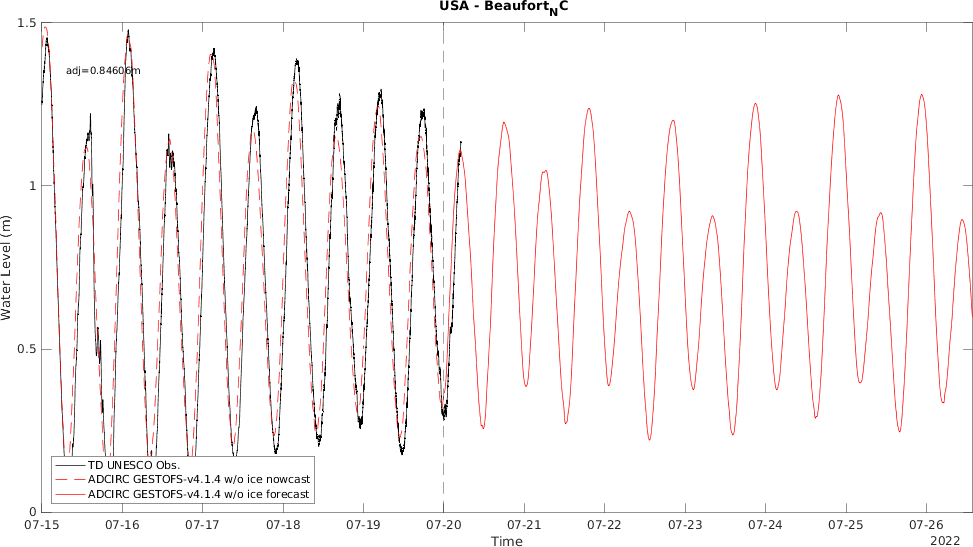 USA - Beaufort_NC
1.5
adj=0.84606m
1
Water Level (m)
0.5
TD UNESCO Obs.
ADCIRC GESTOFS-v4.1.4 w/o ice nowcast
ADCIRC GESTOFS-v4.1.4 w/o ice forecast
0
07-15 07-16 07-17 07-18 07-19 07-20 07-21 07-22 07-23 07-24 07-25 07-26
Time
2022